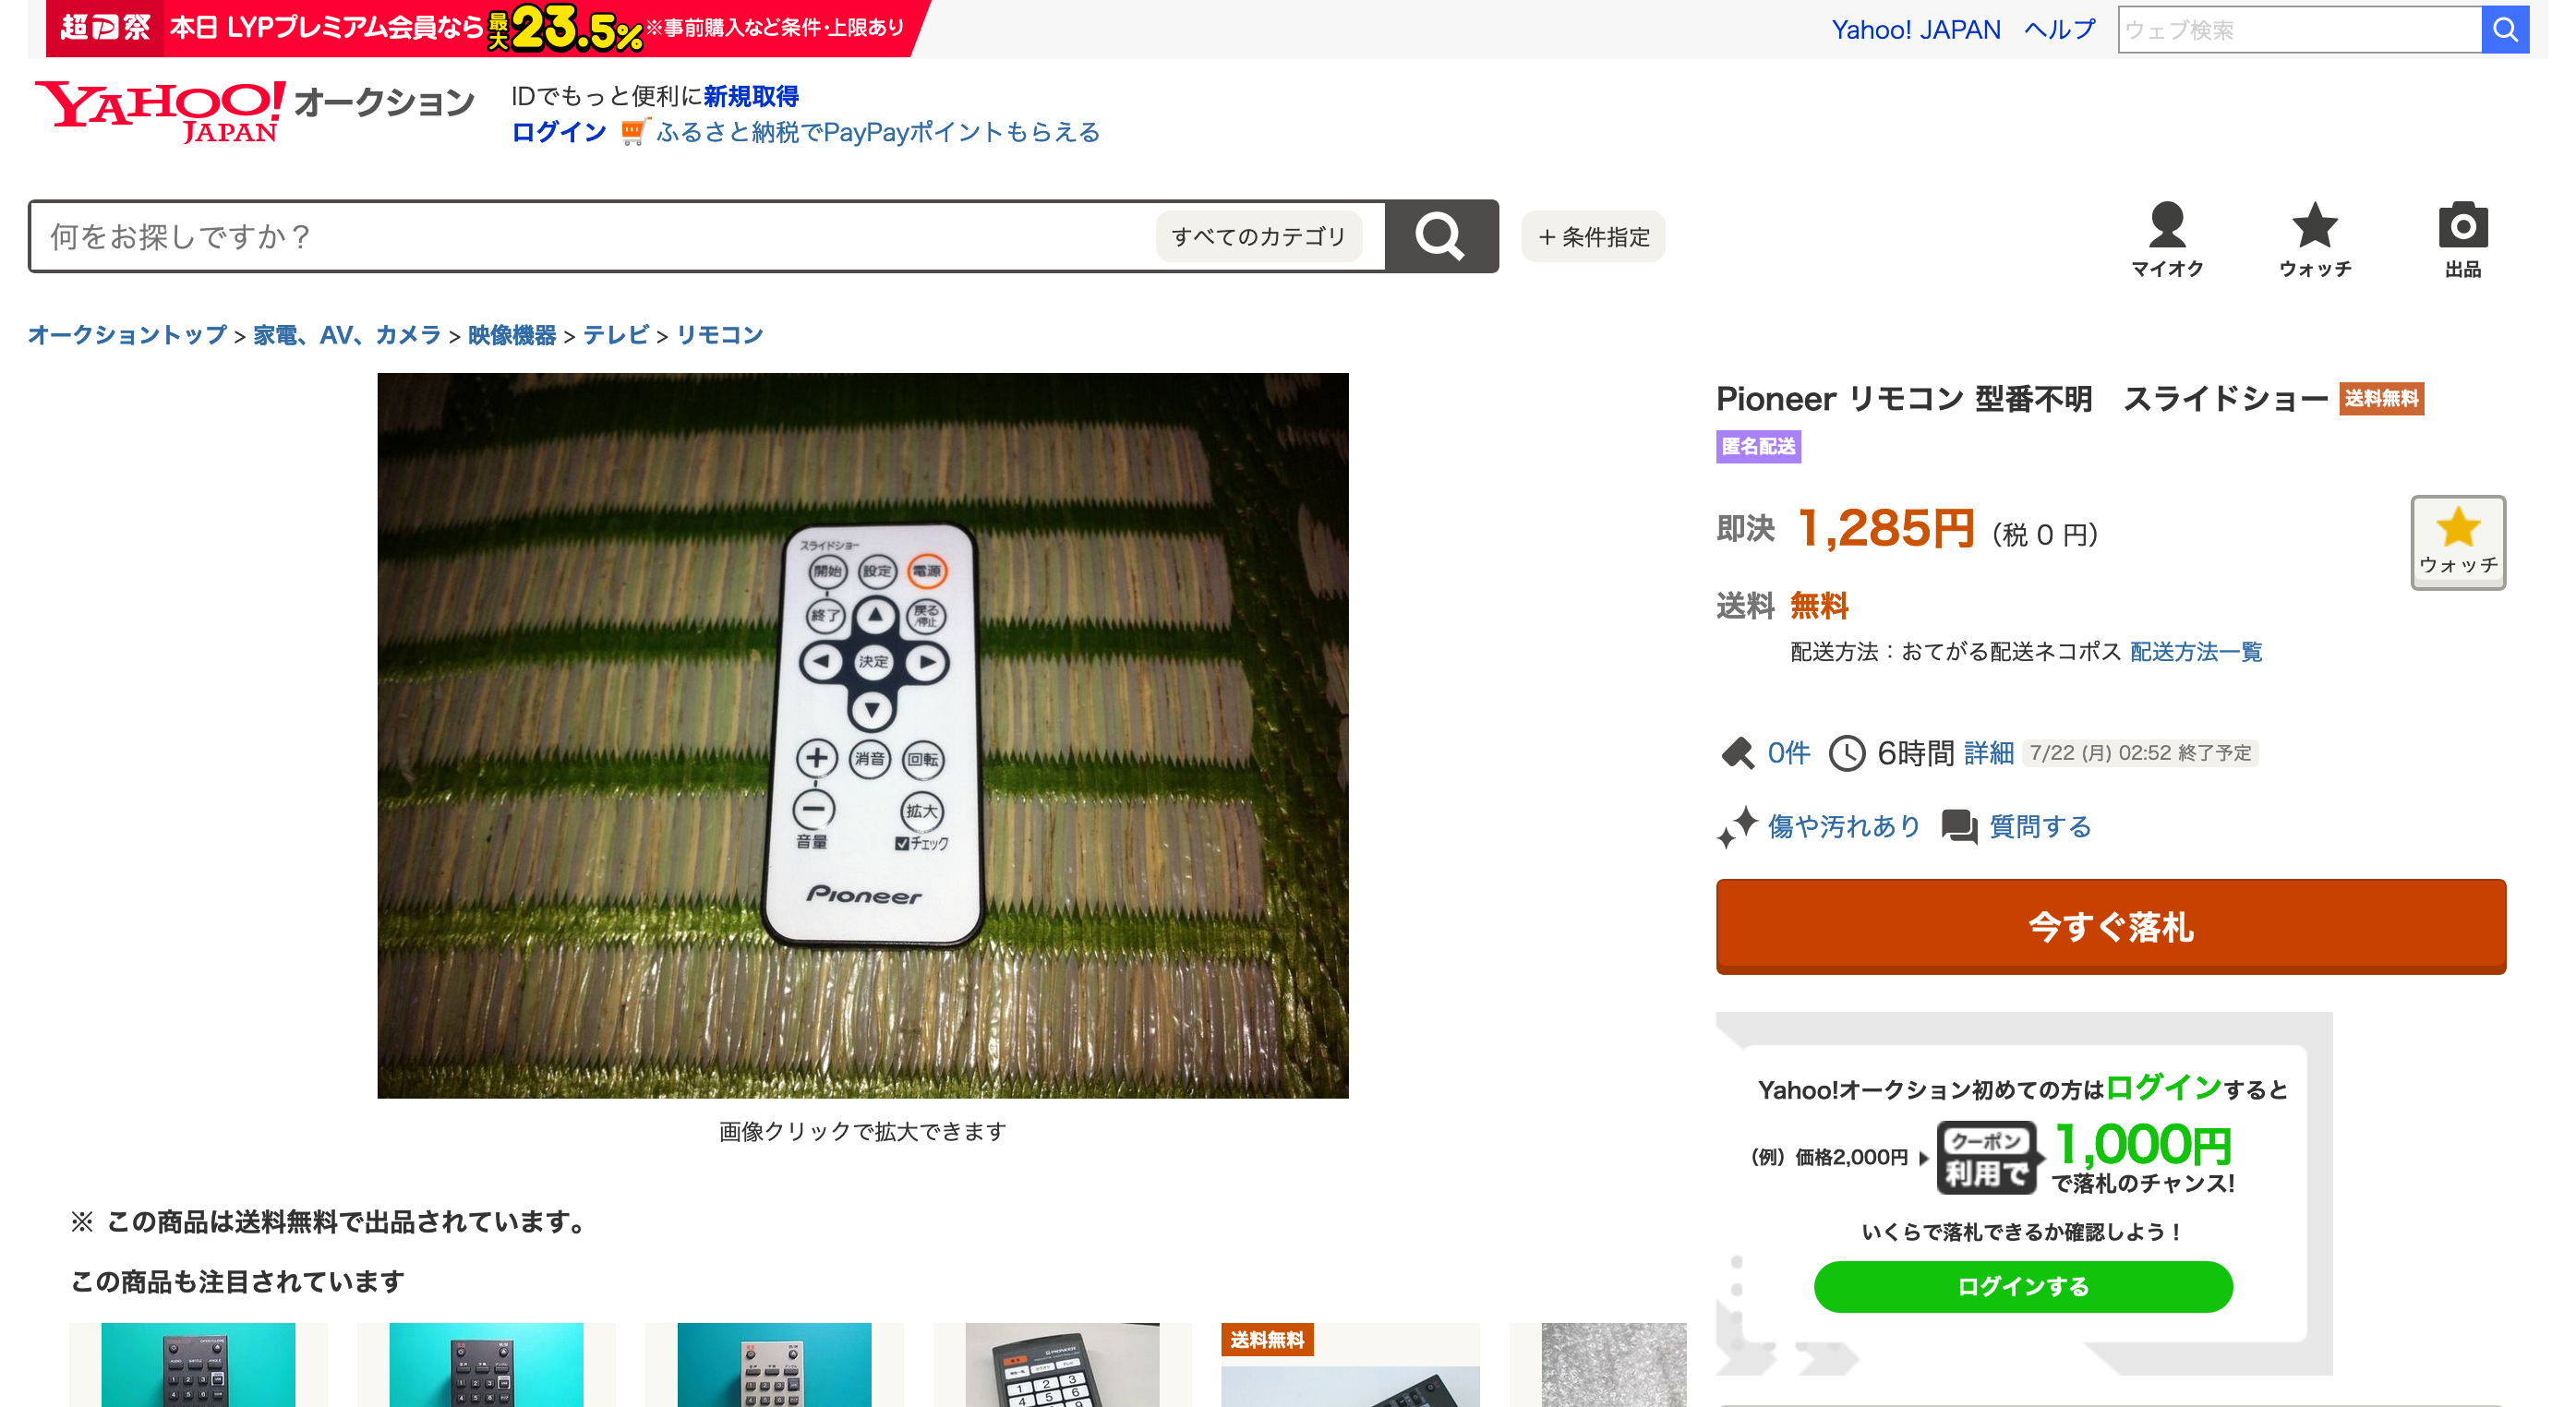 超PayPay祭 本日 LYPプレミアム会員なら 最大 23.5% ※事前購入など条件・上限あり
Yahoo! JAPAN ヘルプ ウェブ検索
YAHOO! JAPAN オークション
IDでもっと便利に新規取得
ログイン ふるさと納税でPayPayポイントもらえる
何をお探しですか？ すべてのカテゴリ ＋条件指定
マイオク ウォッチ 出品
オークショントップ > 家電、AV、カメラ > 映像機器 > テレビ > リモコン
スライドショー
開始 設定 電源
終了 ▲ 戻る/停止
◀ 決定 ▶
▼
＋ 消音 回転
－ 拡大
音量 チェック
Pioneer
画像クリックで拡大できます
Pioneer リモコン 型番不明　スライドショー 送料無料
匿名配送
即決 1,285円（税 0 円）
ウォッチ
送料 無料
配送方法：おてがる配送ネコポス 配送方法一覧
0件 6時間 詳細 7/22 (月) 02:52 終了予定
傷や汚れあり 質問する
今すぐ落札
Yahoo!オークション初めての方はログインすると
（例）価格2,000円 クーポン利用で 1,000円
で落札のチャンス!
いくらで落札できるか確認しよう！
ログインする
※ この商品は送料無料で出品されています。
この商品も注目されています
送料無料